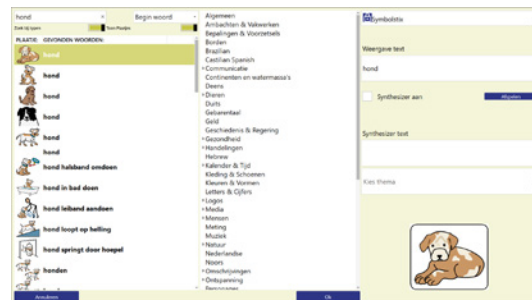 hond
Begin woord
Zoek bij typen
Toon Plaatjes
PLAATJE: GEVONDEN WOORDEN:
hond
hond
hond
hond
hond
hond
hond halsband omdoen
hond in bad doen
hond leiband aandoen
hond loopt op helling
hond springt door hoepel
honden
Annuleren
Algemeen
Ambachten & Vakwerken
Bepalingen & Voorzetsels
Borden
Brazilian
Castilian Spanish
Communicatie
Continenten en watermassa's
Deens
Dieren
Duits
Gebarentaal
Geld
Geschiedenis & Regering
Gezondheid
Handelingen
Hebrew
Kalender & Tijd
Kleding & Schoenen
Kleuren & Vormen
Letters & Cijfers
Logos
Media
Mensen
Meting
Muziek
Natuur
Nederlandse
Noors
Omschrijvingen
Ontspanning
Ok
Symbolstix
Weergave text
hond
Synthesizer aan
Afspelen
Synthesizer text
Kies thema